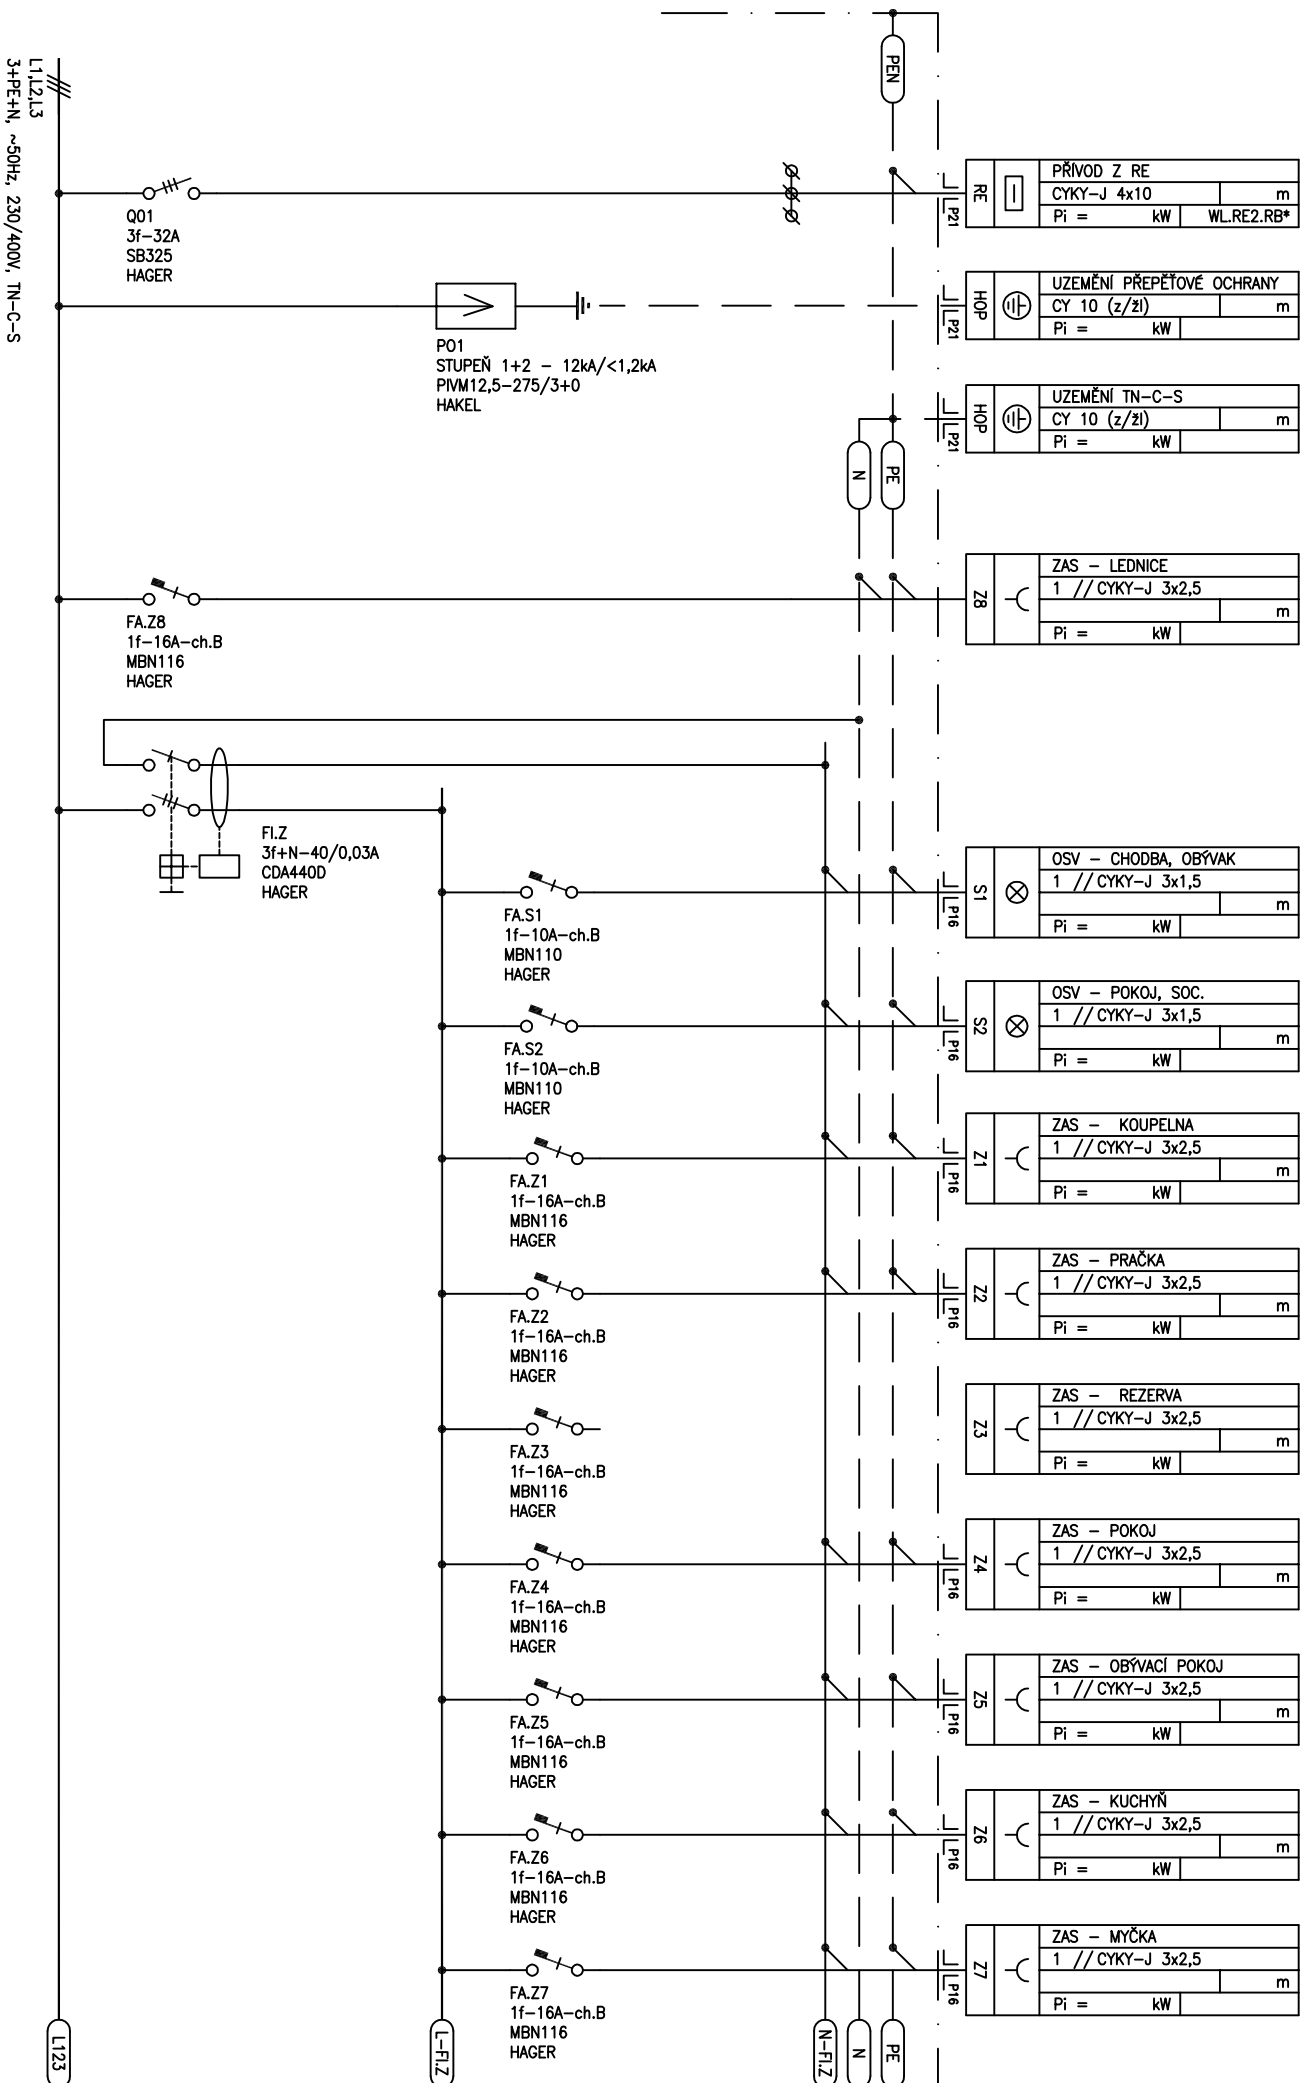 PEN
RE
P21
PŘÍVOD Z RE
CYKY-J 4x10 m
Pi = kW WL.RE2.RB*
L1,L2,L3
3+PE+N, ~50Hz, 230/400V, TN-C-S
Q01
3f-32A
SB325
HAGER
HOP
P21
UZEMĚNÍ PŘEPĚŤOVÉ OCHRANY
CY 10 (z/žl) m
Pi = kW
P01
STUPEŇ 1+2 - 12kA/<1,2kA
PIVM12,5-275/3+0
HAKEL
HOP
P21
UZEMĚNÍ TN-C-S
CY 10 (z/žl) m
Pi = kW
N
PE
Z8
ZAS - LEDNICE
1 // CYKY-J 3x2,5
m
Pi = kW
FA.Z8
1f-16A-ch.B
MBN116
HAGER
FI.Z
3f+N-40/0,03A
CDA440D
HAGER
S1
P16
OSV - CHODBA, OBÝVAK
1 // CYKY-J 3x1,5
m
Pi = kW
FA.S1
1f-10A-ch.B
MBN110
HAGER
S2
P16
OSV - POKOJ, SOC.
1 // CYKY-J 3x1,5
m
Pi = kW
FA.S2
1f-10A-ch.B
MBN110
HAGER
Z1
P16
ZAS - KOUPELNA
1 // CYKY-J 3x2,5
m
Pi = kW
FA.Z1
1f-16A-ch.B
MBN116
HAGER
Z2
P16
ZAS - PRAČKA
1 // CYKY-J 3x2,5
m
Pi = kW
FA.Z2
1f-16A-ch.B
MBN116
HAGER
Z3
ZAS - REZERVA
1 // CYKY-J 3x2,5
m
Pi = kW
FA.Z3
1f-16A-ch.B
MBN116
HAGER
Z4
P16
ZAS - POKOJ
1 // CYKY-J 3x2,5
m
Pi = kW
FA.Z4
1f-16A-ch.B
MBN116
HAGER
Z5
P16
ZAS - OBÝVACÍ POKOJ
1 // CYKY-J 3x2,5
m
Pi = kW
FA.Z5
1f-16A-ch.B
MBN116
HAGER
Z6
P16
ZAS - KUCHYŇ
1 // CYKY-J 3x2,5
m
Pi = kW
FA.Z6
1f-16A-ch.B
MBN116
HAGER
Z7
P16
ZAS - MYČKA
1 // CYKY-J 3x2,5
m
Pi = kW
FA.Z7
1f-16A-ch.B
MBN116
HAGER
L123
L-FI.Z
N-FI.Z
N
PE